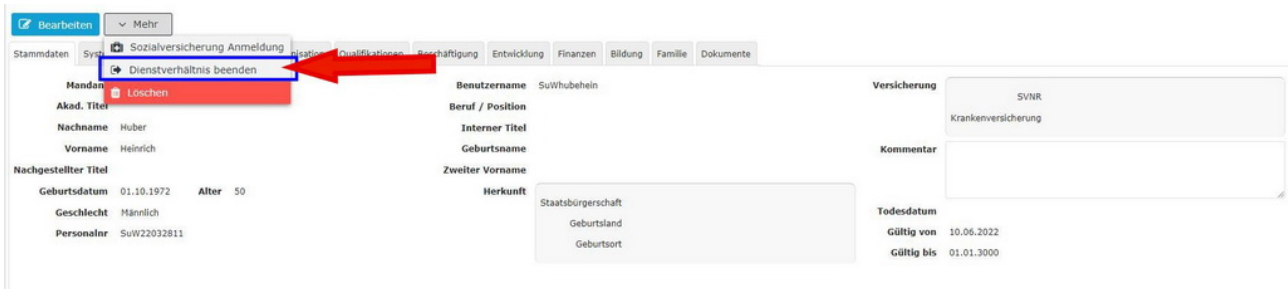 Bearbeiten Mehr
Sozialversicherung Anmeldung
Stammdaten Syst nisation Qualifikationen Beschäftigung Entwicklung Finanzen Bildung Familie Dokumente
Dienstverhältnis beenden
Löschen
Mandan
Akad. Titel
Nachname Huber
Vorname Heinrich
Nachgestellter Titel
Geburtsdatum 01.10.1972 Alter 50
Geschlecht Männlich
Personalnr SuW22032811
Benutzername SuWhubehein
Beruf / Position
Interner Titel
Geburtsname
Zweiter Vorname
Herkunft
Staatsbürgerschaft
Geburtsland
Geburtsort
Versicherung
SVNR
Krankenversicherung
Kommentar
Todesdatum
Gültig von 10.06.2022
Gültig bis 01.01.3000